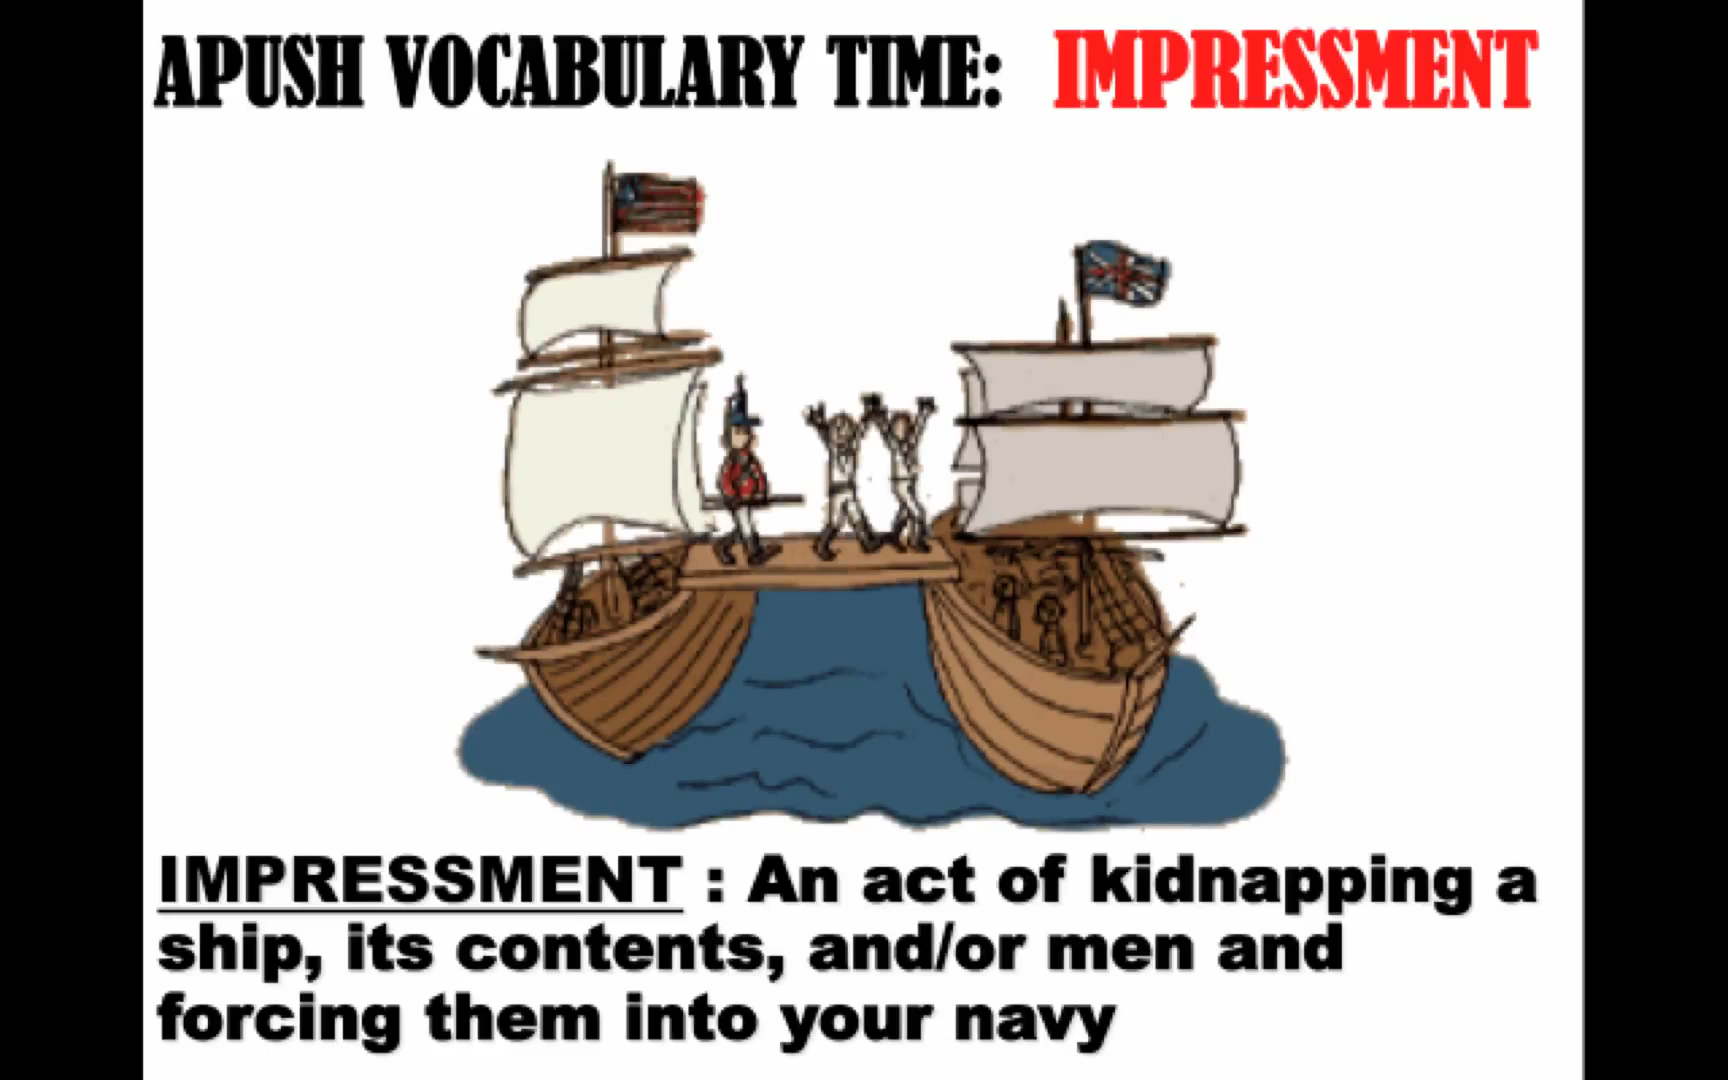 APUSH VOCABULARY TIME: IMPRESSMENT
IMPRESSMENT : An act of kidnapping a
ship, its contents, and/or men and
forcing them into your navy